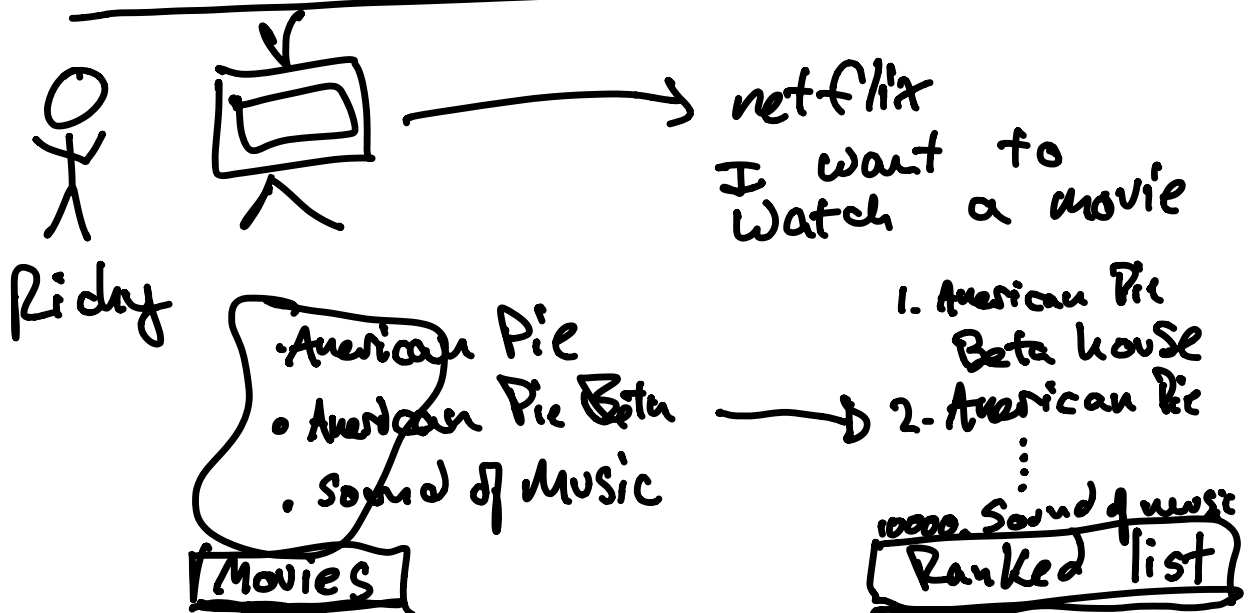 netflix
I want to
watch a movie
Ricky
• American Pie
• American Pie Beta
• Sound of Music
Movies
1. American Pie
Beta house
2. American Pie
10000. Sound of music
Ranked list